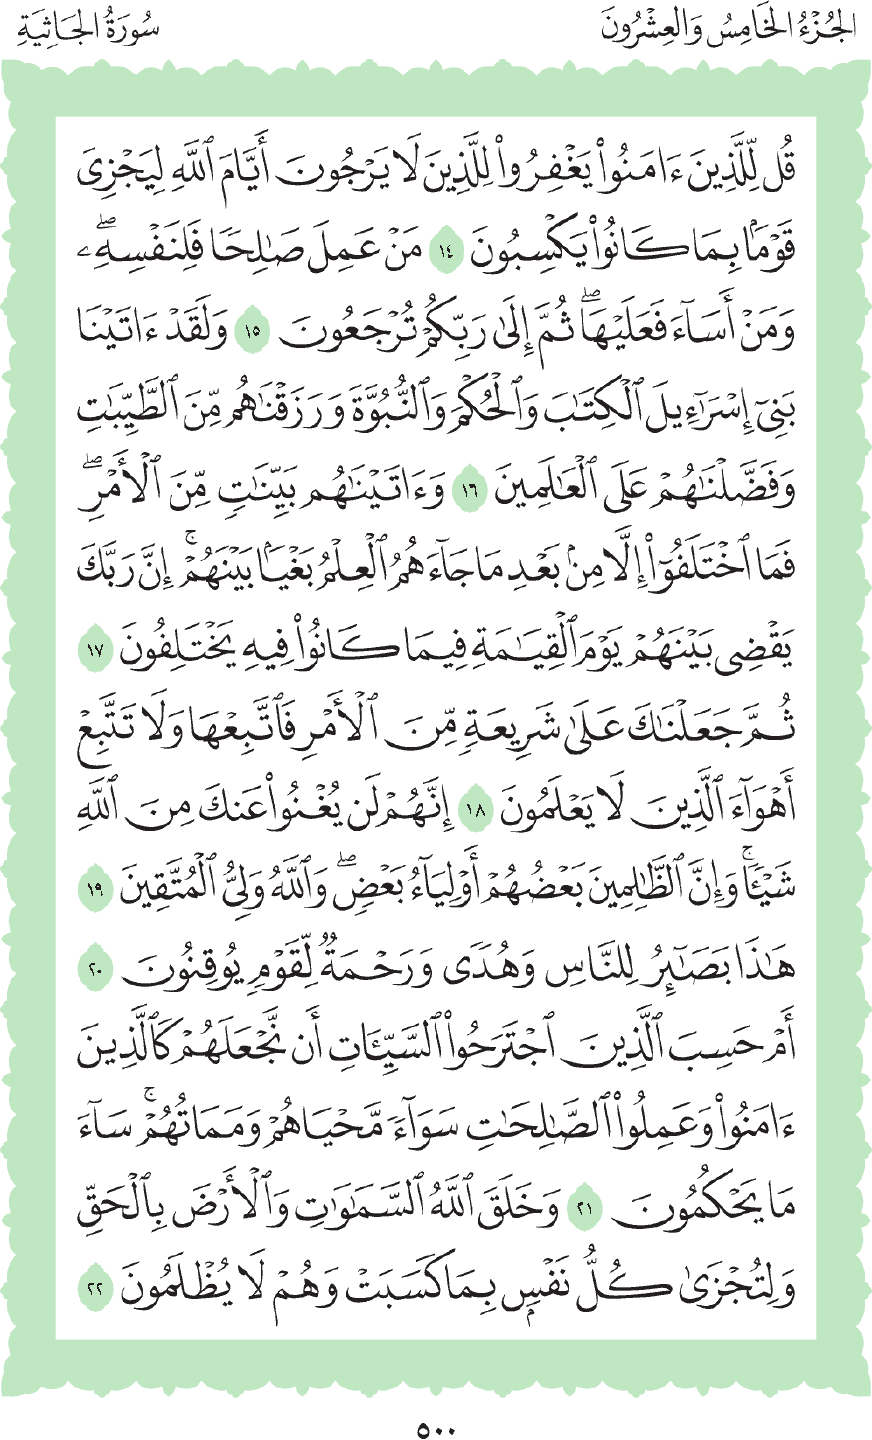 الجُزْءُ الخَامِسُ وَالعِشْرُونَ
سُورَةُ الجَاثِيَةِ
قُل لِّلَّذِينَ ءَامَنُوا۟ يَغْفِرُوا۟ لِلَّذِينَ لَا يَرْجُونَ أَيَّامَ ٱللَّهِ لِيَجْزِىَ
قَوْمًۢا بِمَا كَانُوا۟ يَكْسِبُونَ ١٤ مَنْ عَمِلَ صَـٰلِحًا فَلِنَفْسِهِۦ ۖ
وَمَنْ أَسَآءَ فَعَلَيْهَا ۖ ثُمَّ إِلَىٰ رَبِّكُمْ تُرْجَعُونَ ١٥ وَلَقَدْ ءَاتَيْنَا
بَنِىٓ إِسْرَٰٓءِيلَ ٱلْكِتَـٰبَ وَٱلْحُكْمَ وَٱلنُّبُوَّةَ وَرَزَقْنَـٰهُم مِّنَ ٱلطَّيِّبَـٰتِ
وَفَضَّلْنَـٰهُمْ عَلَى ٱلْعَـٰلَمِينَ ١٦ وَءَاتَيْنَـٰهُم بَيِّنَـٰتٍ مِّنَ ٱلْأَمْرِ ۖ
فَمَا ٱخْتَلَفُوٓا۟ إِلَّا مِنۢ بَعْدِ مَا جَآءَهُمُ ٱلْعِلْمُ بَغْيًۢا بَيْنَهُمْ ۚ إِنَّ رَبَّكَ
يَقْضِى بَيْنَهُمْ يَوْمَ ٱلْقِيَـٰمَةِ فِيمَا كَانُوا۟ فِيهِ يَخْتَلِفُونَ ١٧
ثُمَّ جَعَلْنَـٰكَ عَلَىٰ شَرِيعَةٍ مِّنَ ٱلْأَمْرِ فَٱتَّبِعْهَا وَلَا تَتَّبِعْ
أَهْوَآءَ ٱلَّذِينَ لَا يَعْلَمُونَ ١٨ إِنَّهُمْ لَن يُغْنُوا۟ عَنكَ مِنَ ٱللَّهِ
شَيْـًٔا ۚ وَإِنَّ ٱلظَّـٰلِمِينَ بَعْضُهُمْ أَوْلِيَآءُ بَعْضٍ ۖ وَٱللَّهُ وَلِىُّ ٱلْمُتَّقِينَ ١٩
هَـٰذَا بَصَـٰٓئِرُ لِلنَّاسِ وَهُدًى وَرَحْمَةٌ لِّقَوْمٍ يُوقِنُونَ ٢٠
أَمْ حَسِبَ ٱلَّذِينَ ٱجْتَرَحُوا۟ ٱلسَّيِّـَٔاتِ أَن نَّجْعَلَهُمْ كَٱلَّذِينَ
ءَامَنُوا۟ وَعَمِلُوا۟ ٱلصَّـٰلِحَـٰتِ سَوَآءً مَّحْيَاهُمْ وَمَمَاتُهُمْ ۚ سَآءَ
مَا يَحْكُمُونَ ٢١ وَخَلَقَ ٱللَّهُ ٱلسَّمَـٰوَٰتِ وَٱلْأَرْضَ بِٱلْحَقِّ
وَلِتُجْزَىٰ كُلُّ نَفْسٍۭ بِمَا كَسَبَتْ وَهُمْ لَا يُظْلَمُونَ ٢٢
٥٠٠